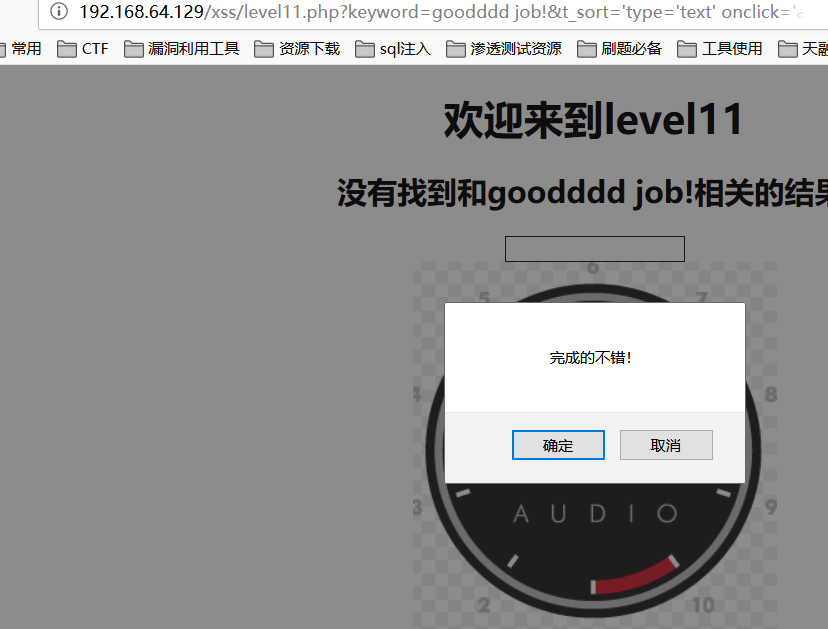 192.168.64.129/xss/level11.php?keyword=goodddd job!&t_sort='type='text' onclick='a
常用 CTF 漏洞利用工具 资源下载 sql注入 渗透测试资源 刷题必备 工具使用 天融
欢迎来到level11
没有找到和goodddd job!相关的结果
6
5 7
完成的不错！
4 8
确定 取消
3 9
AUDIO
2 10